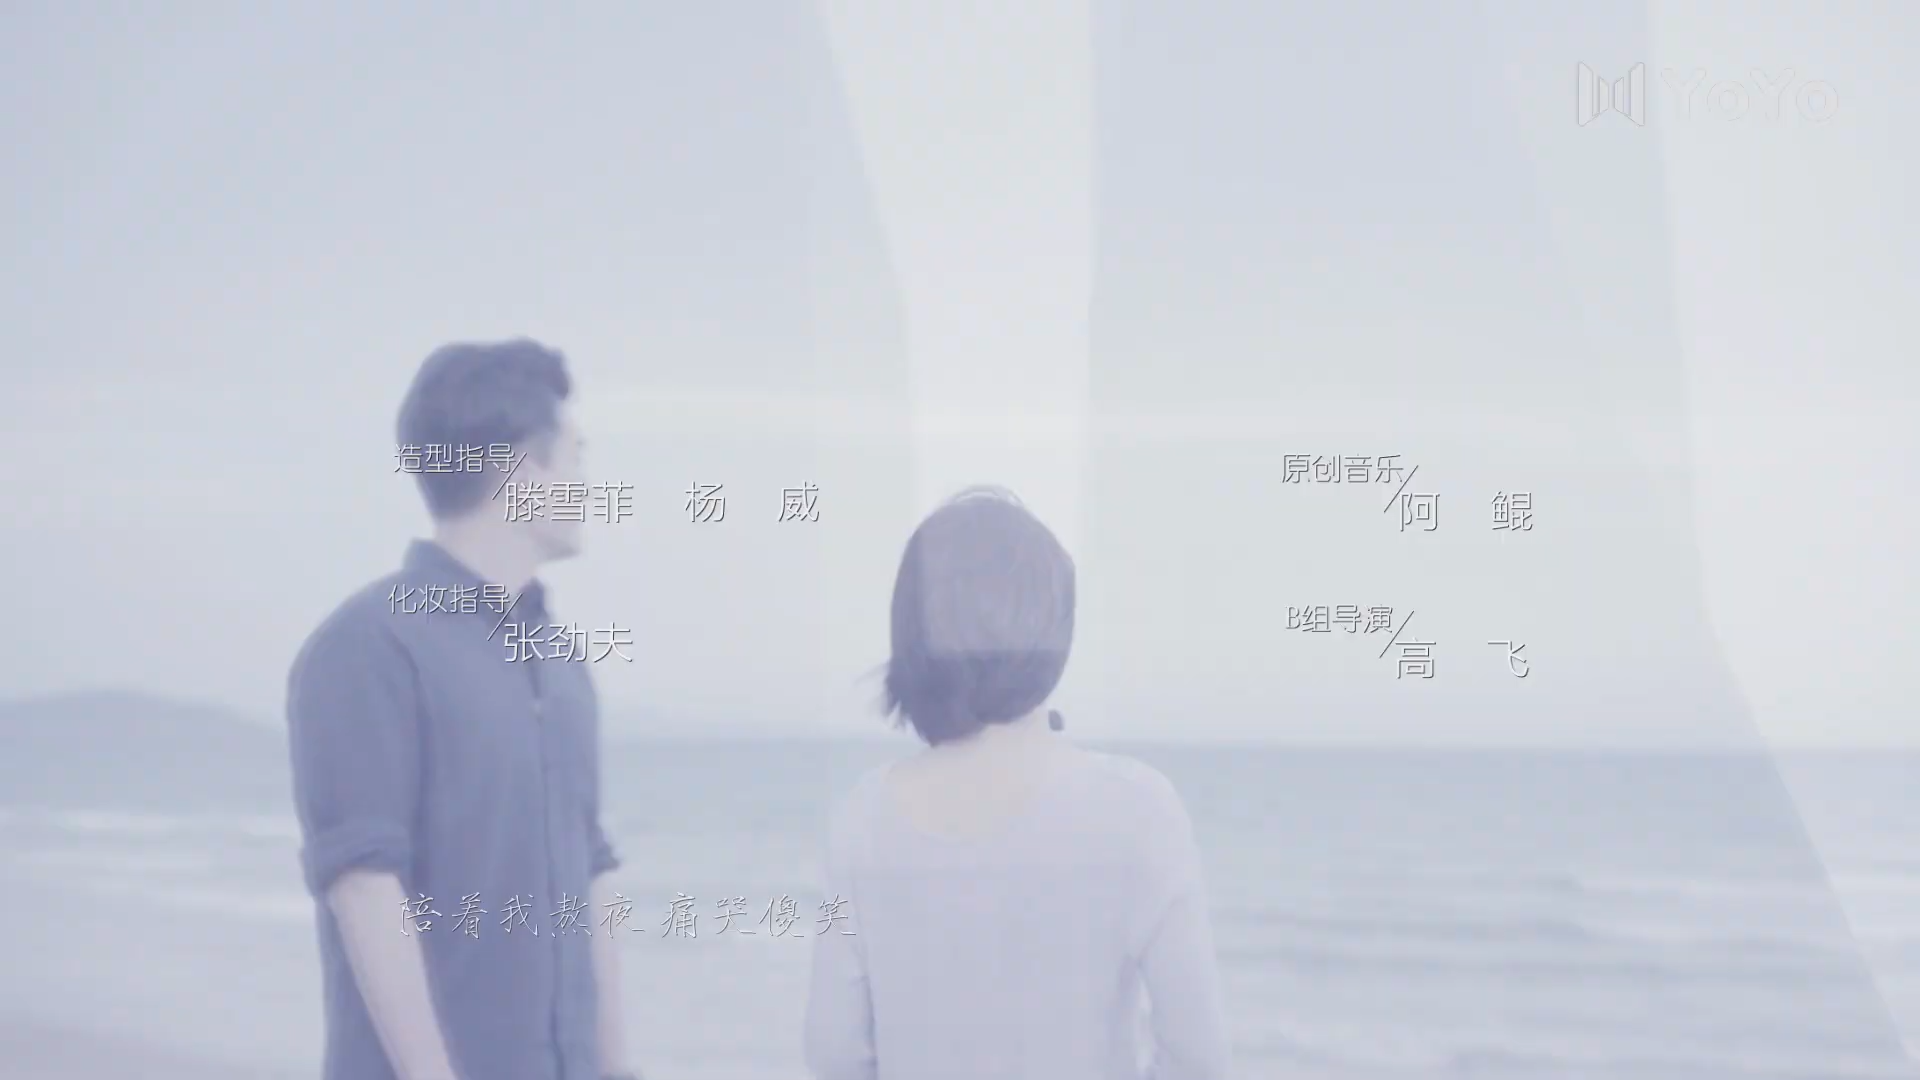 YoYo
造型指导
滕雪菲 杨 威
原创音乐
阿 鲲
化妆指导
张劲夫
B组导演
高 飞
陪着我熬夜 痛哭傻笑